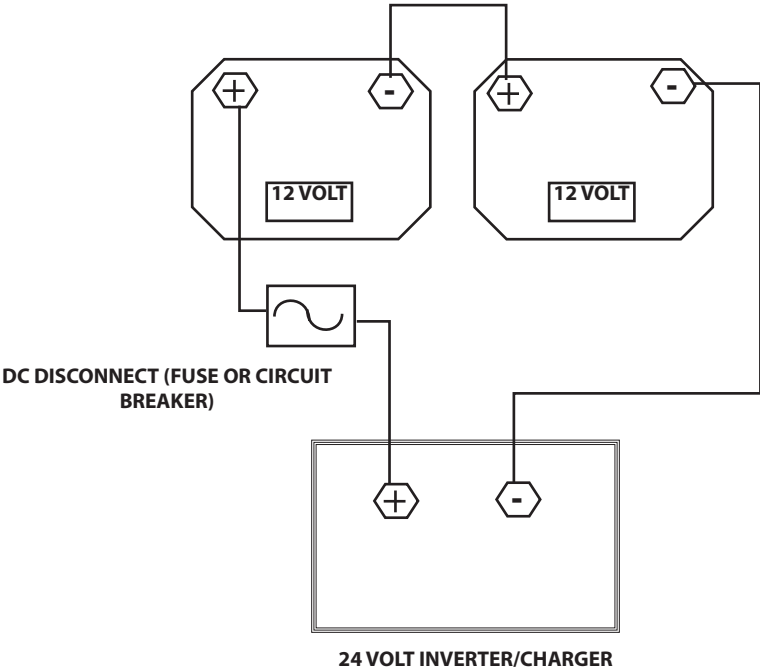 + - + -
12 VOLT 12 VOLT
DC DISCONNECT (FUSE OR CIRCUIT
BREAKER)
+ -
24 VOLT INVERTER/CHARGER